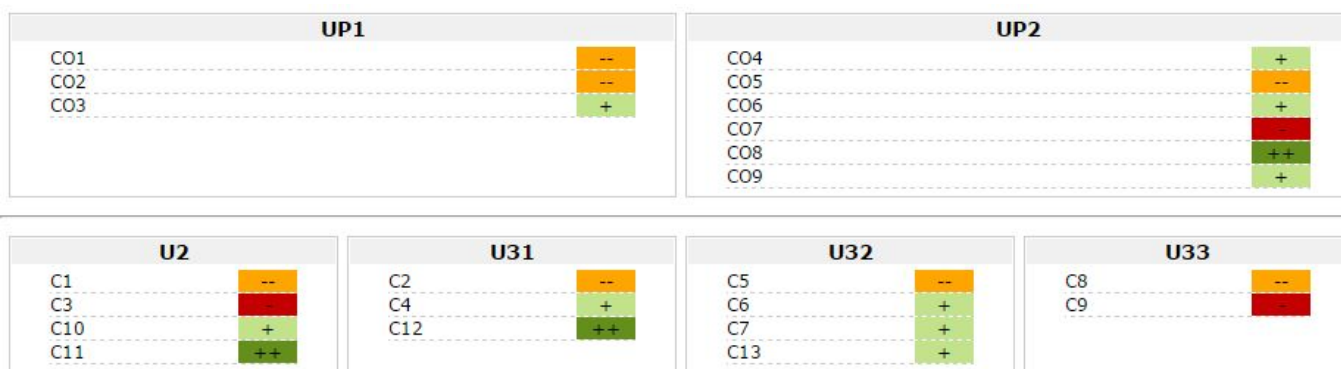 UP1
CO1 --
CO2 --
CO3 +
UP2
CO4 +
CO5 --
CO6 +
CO7 -
CO8 ++
CO9 +
U2
C1 --
C3 -
C10 +
C11 ++
U31
C2 --
C4 +
C12 ++
U32
C5 --
C6 +
C7 +
C13 +
U33
C8 --
C9 -